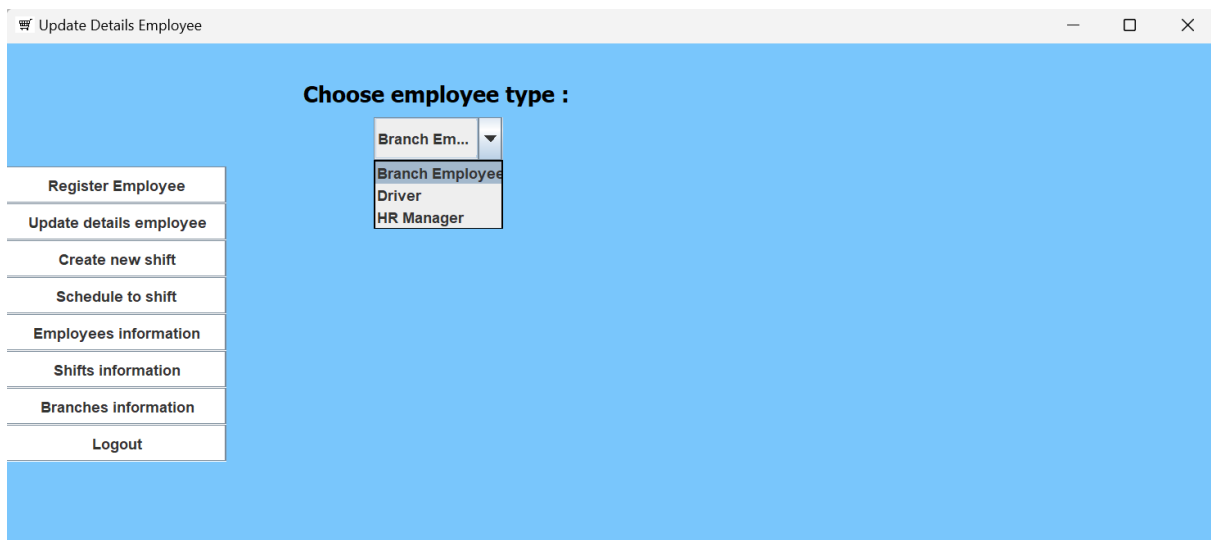 Update Details Employee
Choose employee type :
Branch Em...
Branch Employee
Driver
HR Manager
Register Employee
Update details employee
Create new shift
Schedule to shift
Employees information
Shifts information
Branches information
Logout